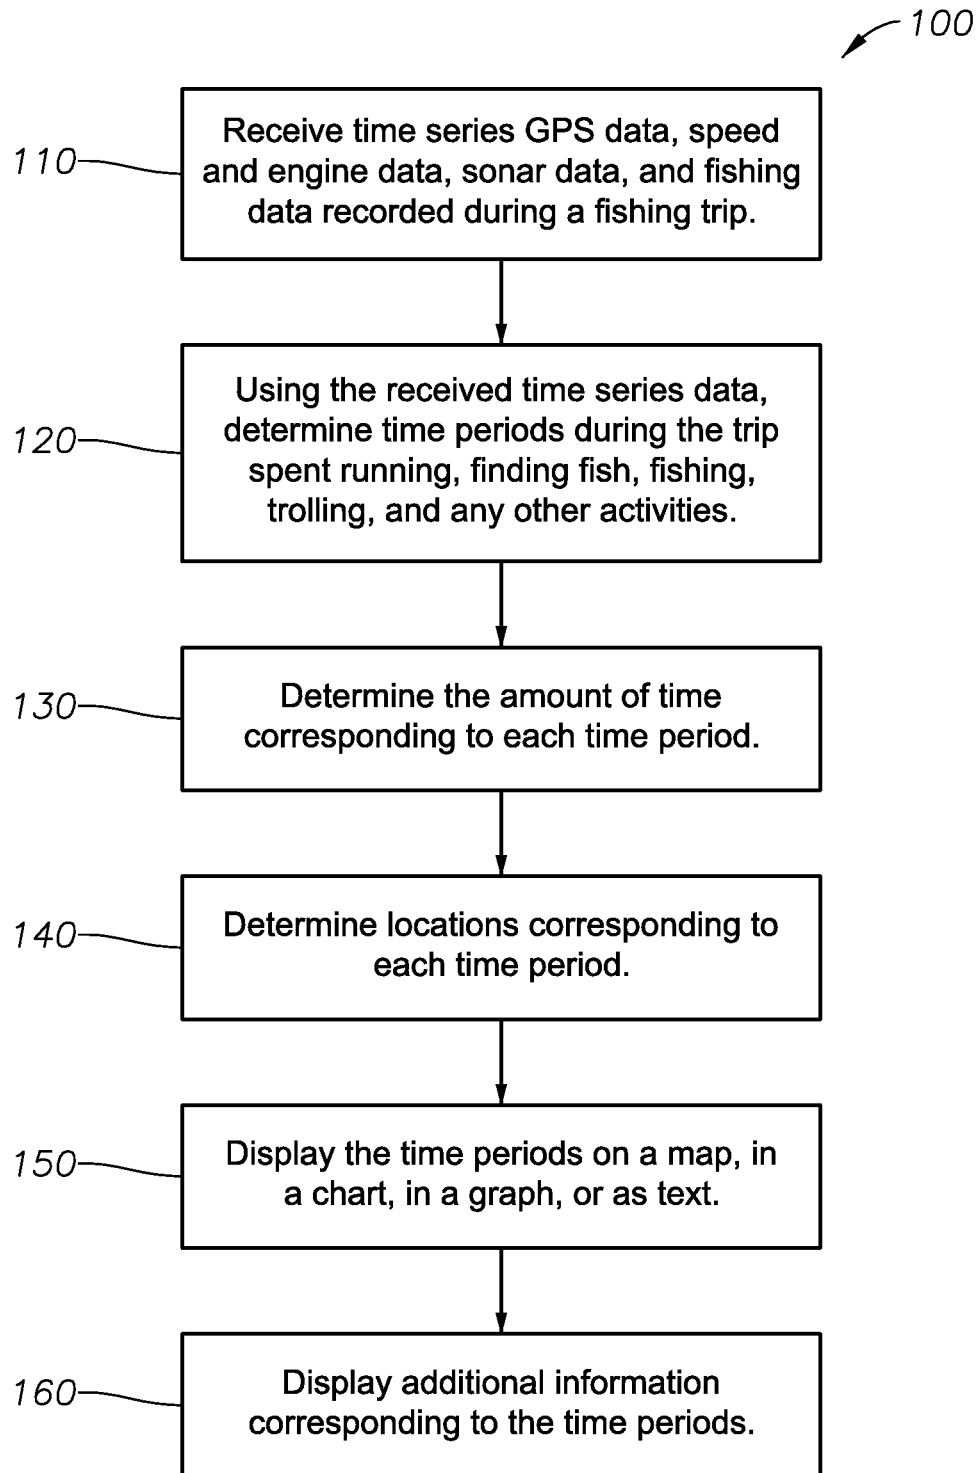 100
110
Receive time series GPS data, speed
and engine data, sonar data, and fishing
data recorded during a fishing trip.
120
Using the received time series data,
determine time periods during the trip
spent running, finding fish, fishing,
trolling, and any other activities.
130
Determine the amount of time
corresponding to each time period.
140
Determine locations corresponding to
each time period.
150
Display the time periods on a map, in
a chart, in a graph, or as text.
160
Display additional information
corresponding to the time periods.